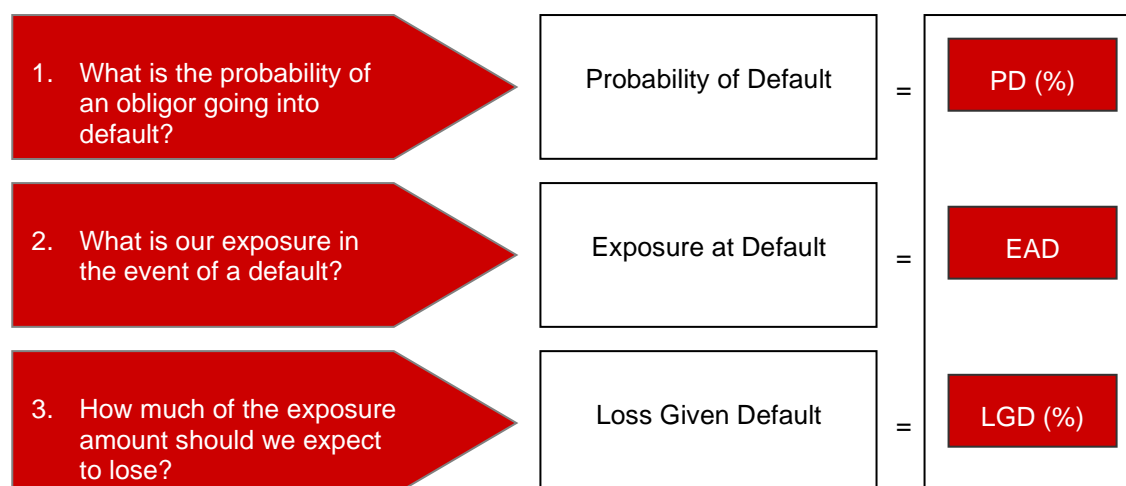 1. What is the probability of
an obligor going into
default?
Probability of Default
=
PD (%)
2. What is our exposure in
the event of a default?
Exposure at Default
=
EAD
3. How much of the exposure
amount should we expect
to lose?
Loss Given Default
=
LGD (%)